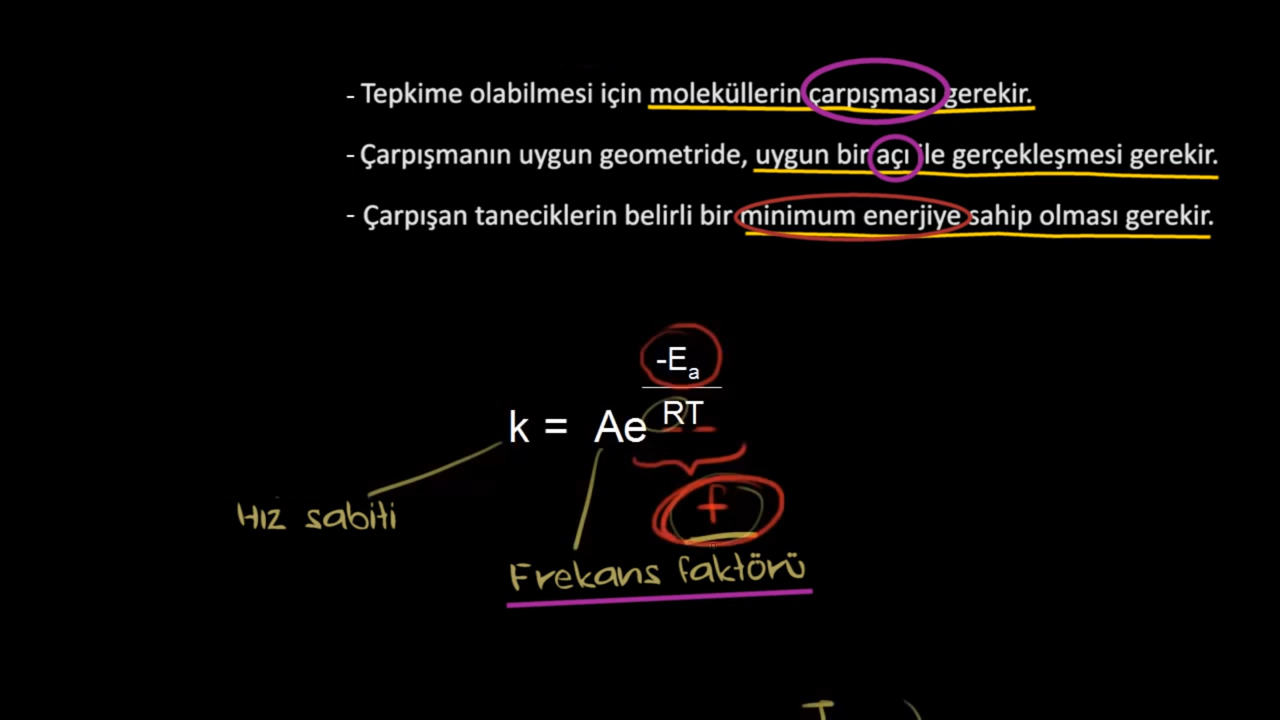 - Tepkime olabilmesi için moleküllerin çarpışması gerekir.
- Çarpışmanın uygun geometride, uygun bir açı ile gerçekleşmesi gerekir.
- Çarpışan taneciklerin belirli bir minimum enerjiye sahip olması gerekir.
-Ea
RT
k = Ae
f
Hız sabiti
Frekans faktörü